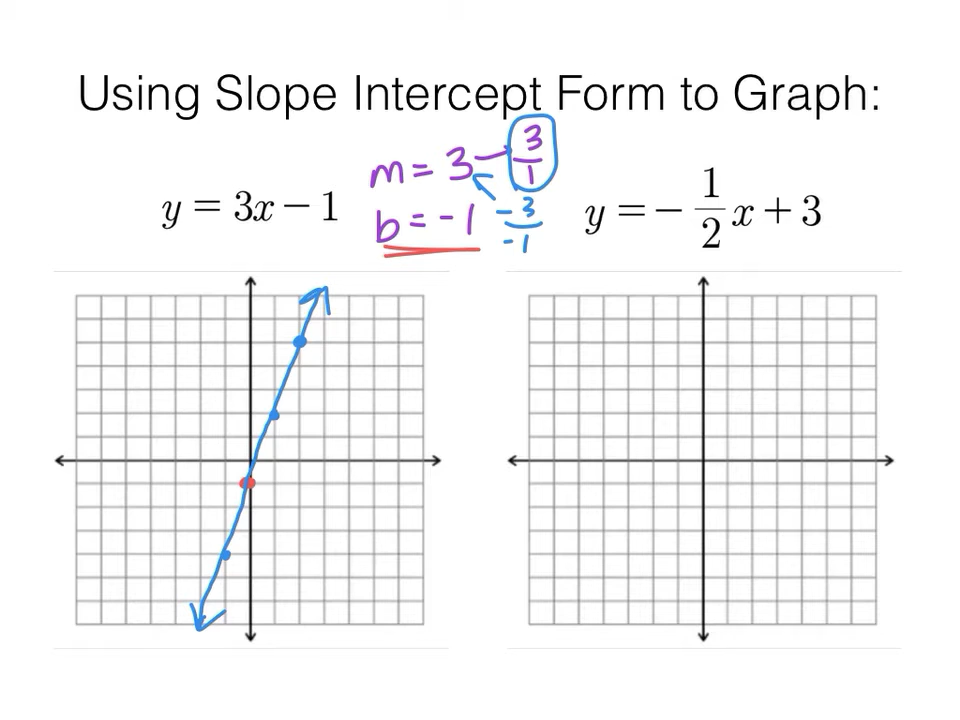 Using Slope Intercept Form to Graph:
y = 3x − 1
m = 3 — 3/1
b = -1
-3/-1
y = − 1/2 x + 3